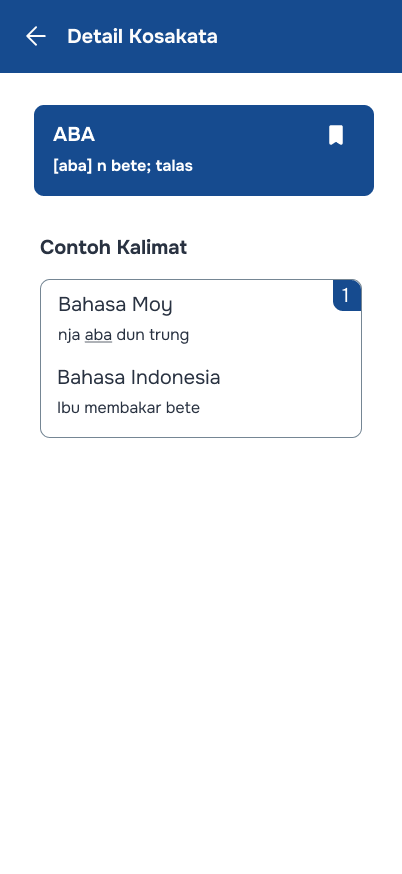 Detail Kosakata
ABA
[aba] n bete; talas
Contoh Kalimat
1
Bahasa Moy
nja aba dun trung
Bahasa Indonesia
Ibu membakar bete